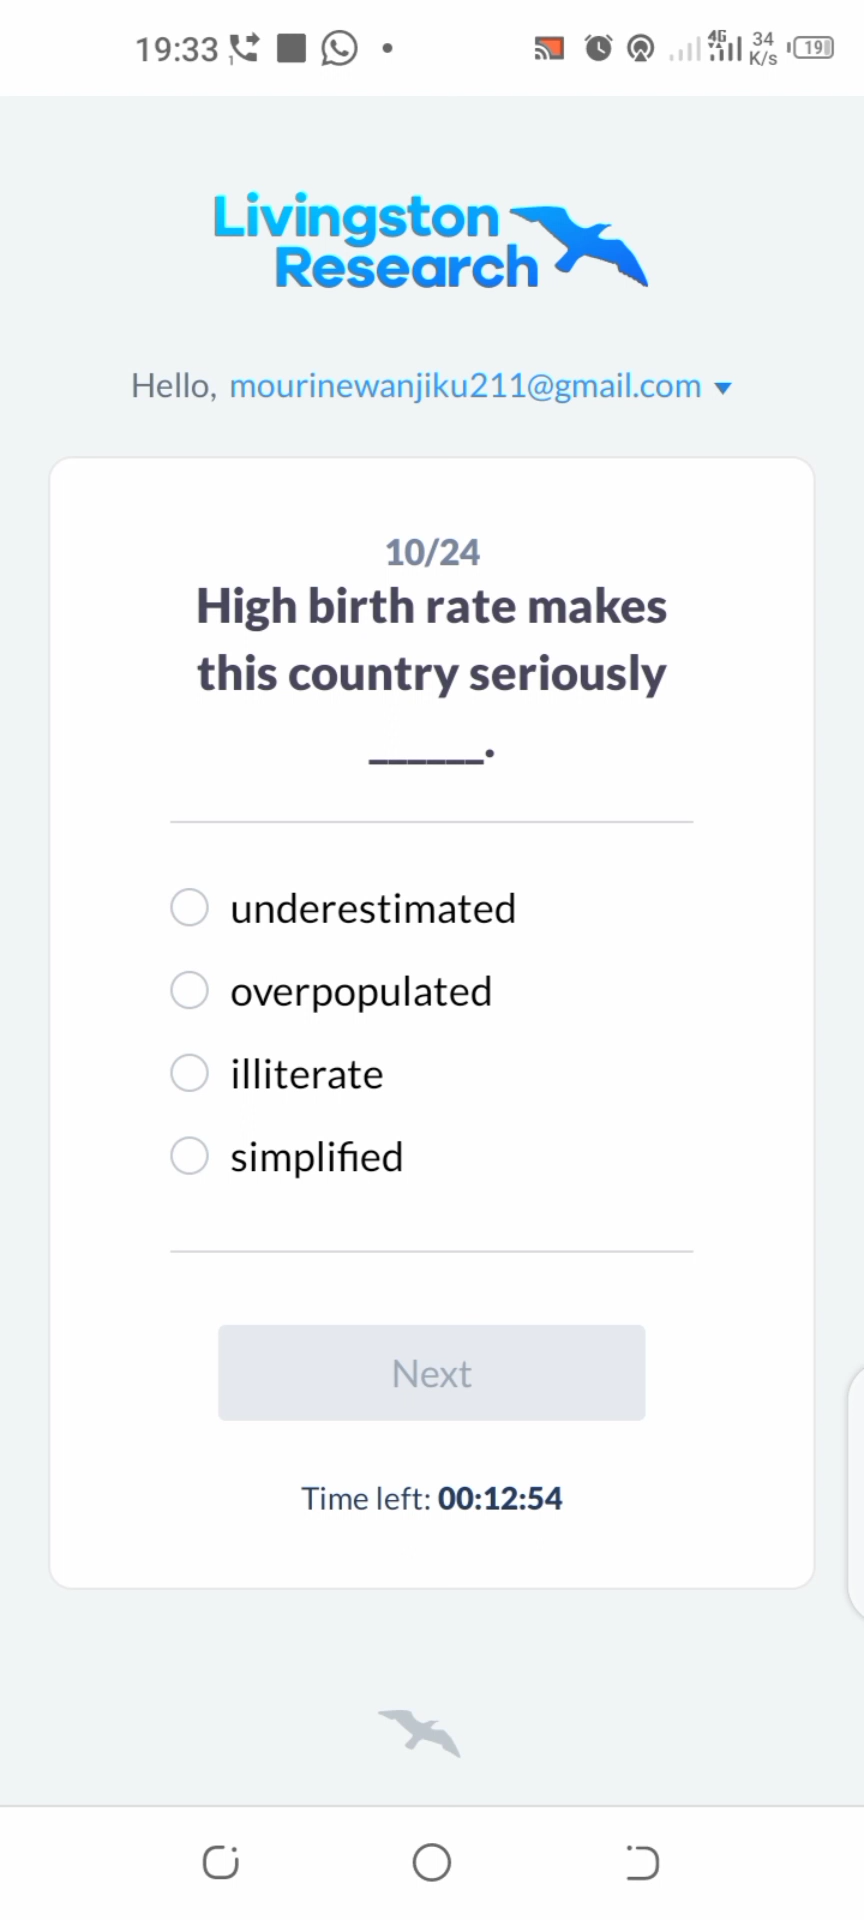 19:33 1 4G 34 K/s 19
Livingston
Research
Hello, mourinewanjiku211@gmail.com
10/24
High birth rate makes
this country seriously
______.
underestimated
overpopulated
illiterate
simplified
Next
Time left: 00:12:54